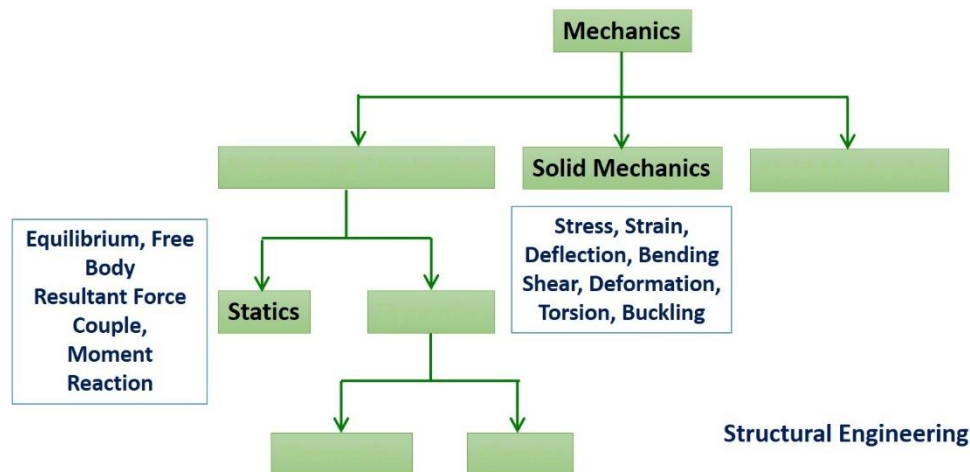 Mechanics
Solid Mechanics
Equilibrium, Free
Body
Resultant Force
Couple,
Moment
Reaction
Stress, Strain,
Deflection, Bending
Shear, Deformation,
Torsion, Buckling
Statics
Structural Engineering